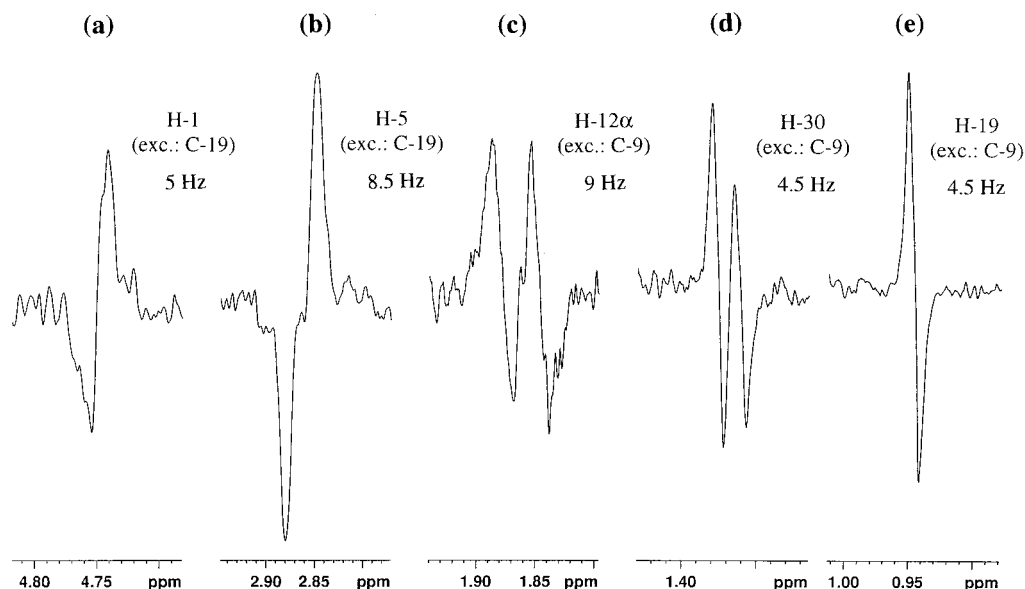 (a) (b) (c) (d) (e)
H-1
(exc.: C-19)
5 Hz
H-5
(exc.: C-19)
8.5 Hz
H-12α
(exc.: C-9)
9 Hz
H-30
(exc.: C-9)
4.5 Hz
H-19
(exc.: C-9)
4.5 Hz
4.80 4.75 ppm
2.90 2.85 ppm
1.90 1.85 ppm
1.40 ppm
1.00 0.95 ppm